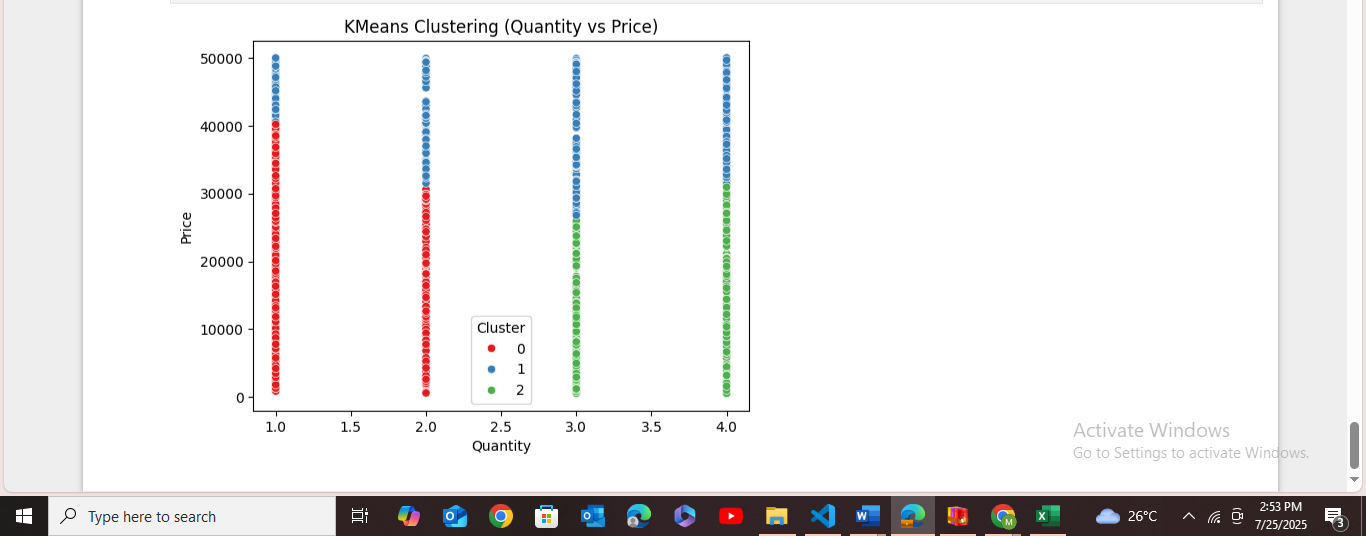 KMeans Clustering (Quantity vs Price)
50000
40000
30000
20000
10000
0
Price
Cluster
0
1
2
1.0 1.5 2.0 2.5 3.0 3.5 4.0
Quantity
Activate Windows
Go to Settings to activate Windows.
Type here to search
26°C
2:53 PM
7/25/2025
3